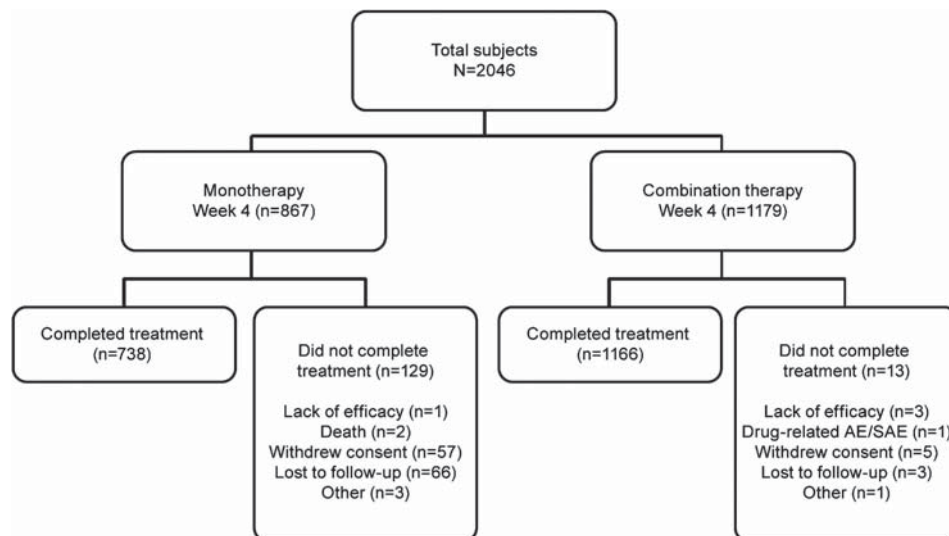 Total subjects
N=2046
Monotherapy
Week 4 (n=867)
Combination therapy
Week 4 (n=1179)
Completed treatment
(n=738)
Did not complete
treatment (n=129)
Lack of efficacy (n=1)
Death (n=2)
Withdrew consent (n=57)
Lost to follow-up (n=66)
Other (n=3)
Completed treatment
(n=1166)
Did not complete
treatment (n=13)
Lack of efficacy (n=3)
Drug-related AE/SAE (n=1)
Withdrew consent (n=5)
Lost to follow-up (n=3)
Other (n=1)